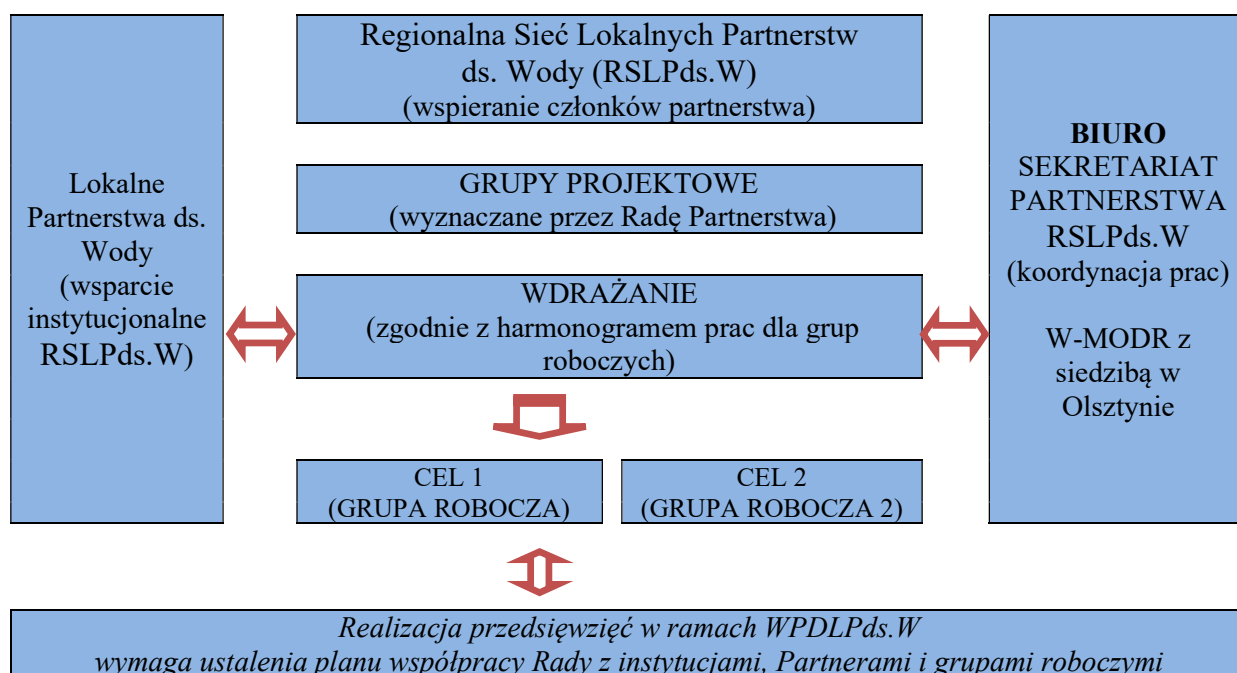 Regionalna Sieć Lokalnych Partnerstw
ds. Wody (RSLPds.W)
(wspieranie członków partnerstwa)
Lokalne
Partnerstwa ds.
Wody
(wsparcie
instytucjonalne
RSLPds.W)
GRUPY PROJEKTOWE
(wyznaczane przez Radę Partnerstwa)
WDRAŻANIE
(zgodnie z harmonogramem prac dla grup
roboczych)
BIURO
SEKRETARIAT
PARTNERSTWA
RSLPds.W
(koordynacja prac)
W-MODR z
siedzibą w
Olsztynie
CEL 1
(GRUPA ROBOCZA)
CEL 2
(GRUPA ROBOCZA 2)
Realizacja przedsięwzięć w ramach WPDLPds.W
wymaga ustalenia planu współpracy Rady z instytucjami, Partnerami i grupami roboczymi